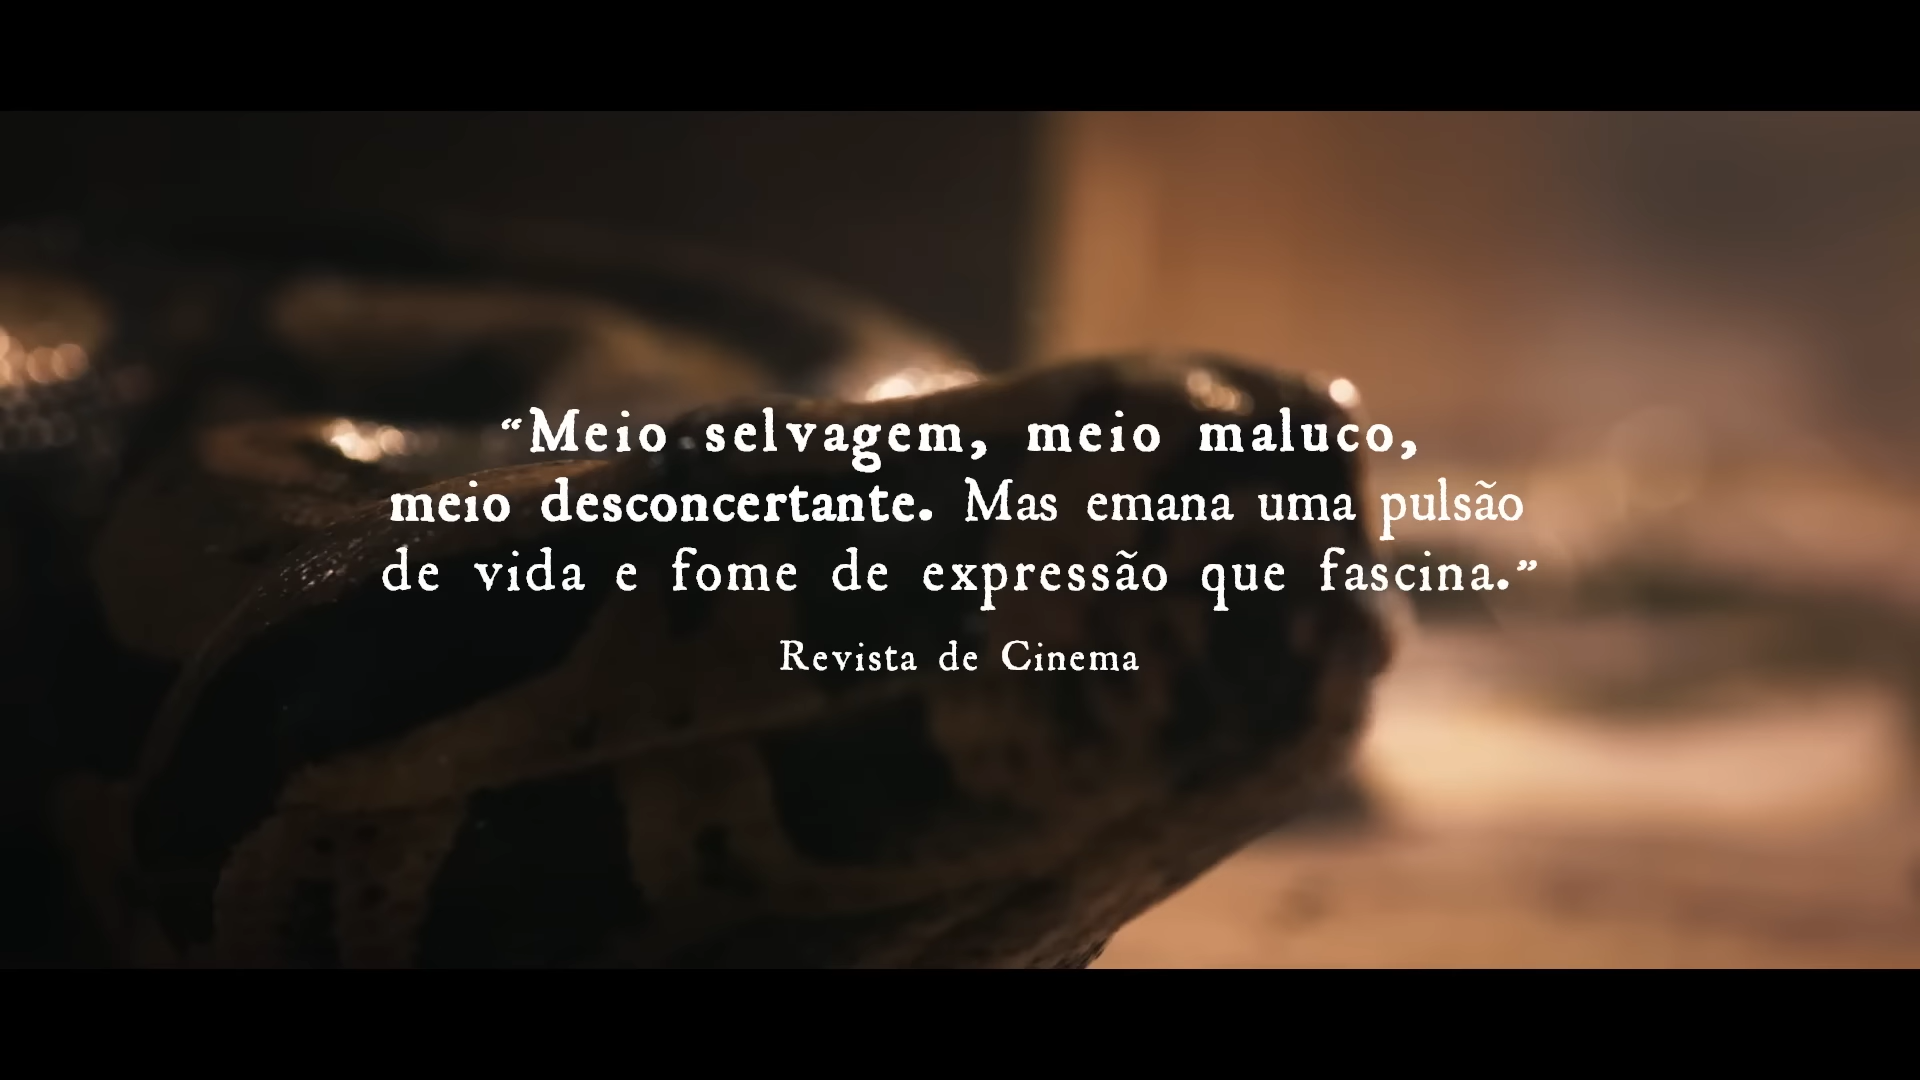 “Meio selvagem, meio maluco,
meio desconcertante. Mas emana uma pulsão
de vida e fome de expressão que fascina.”
Revista de Cinema